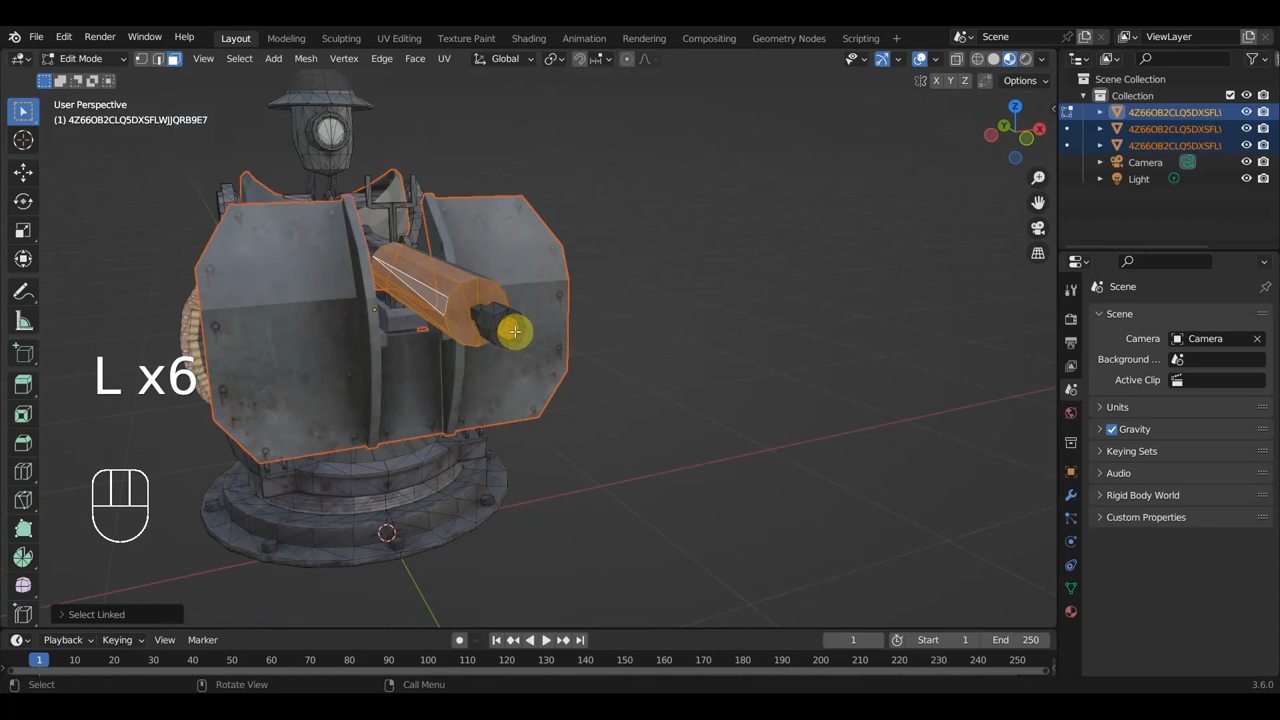 File Edit Render Window Help Layout Modeling Sculpting UV Editing Texture Paint Shading Animation Rendering Compositing Geometry Nodes Scripting + Scene ViewLayer
Edit Mode View Select Add Mesh Vertex Edge Face UV Global
X Y Z Options
User Perspective
(1) 4Z66OB2CLQ5DXSFLWJJQRB9E7
Z
Y X
L x6
Select Linked
Scene Collection
Collection
4Z66OB2CLQ5DXSFL\
4Z66OB2CLQ5DXSFL\
4Z66OB2CLQ5DXSFL\
Camera
Light
Scene
Scene
Camera Camera
Background ...
Active Clip
Units
Gravity
Keying Sets
Audio
Rigid Body World
Custom Properties
Playback Keying View Marker 1 Start 1 End 250
1 10 20 30 40 50 60 70 80 90 100 110 120 130 140 150 160 170 180 190 200 210 220 230 240 250
Select Rotate View Call Menu 3.6.0